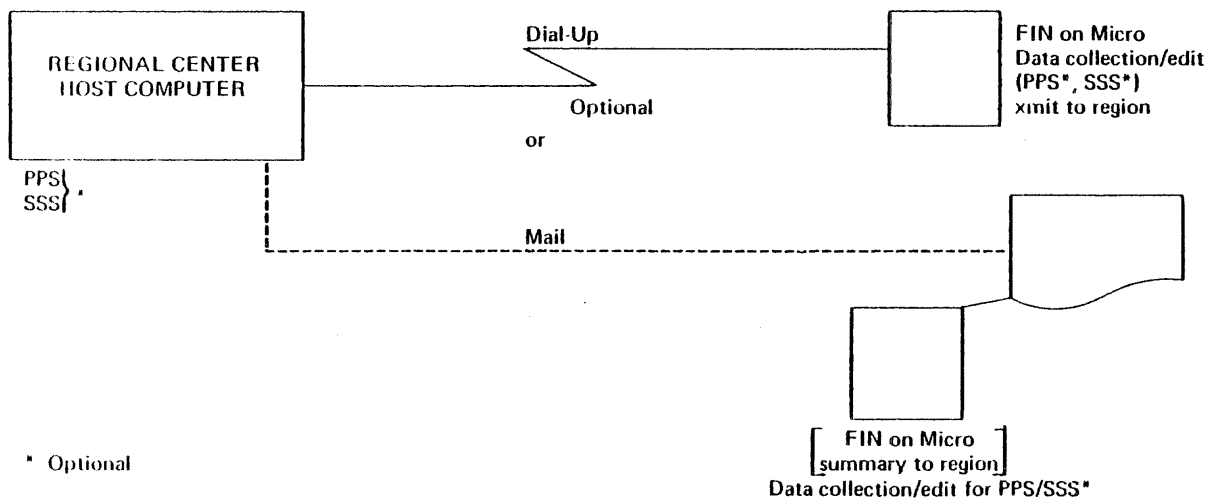 REGIONAL CENTER
HOST COMPUTER
PPS
SSS } *
Dial-Up
Optional
or
Mail
FIN on Micro
Data collection/edit
(PPS*, SSS*)
xmit to region
[FIN on Micro
summary to region]
Data collection/edit for PPS/SSS*
* Optional